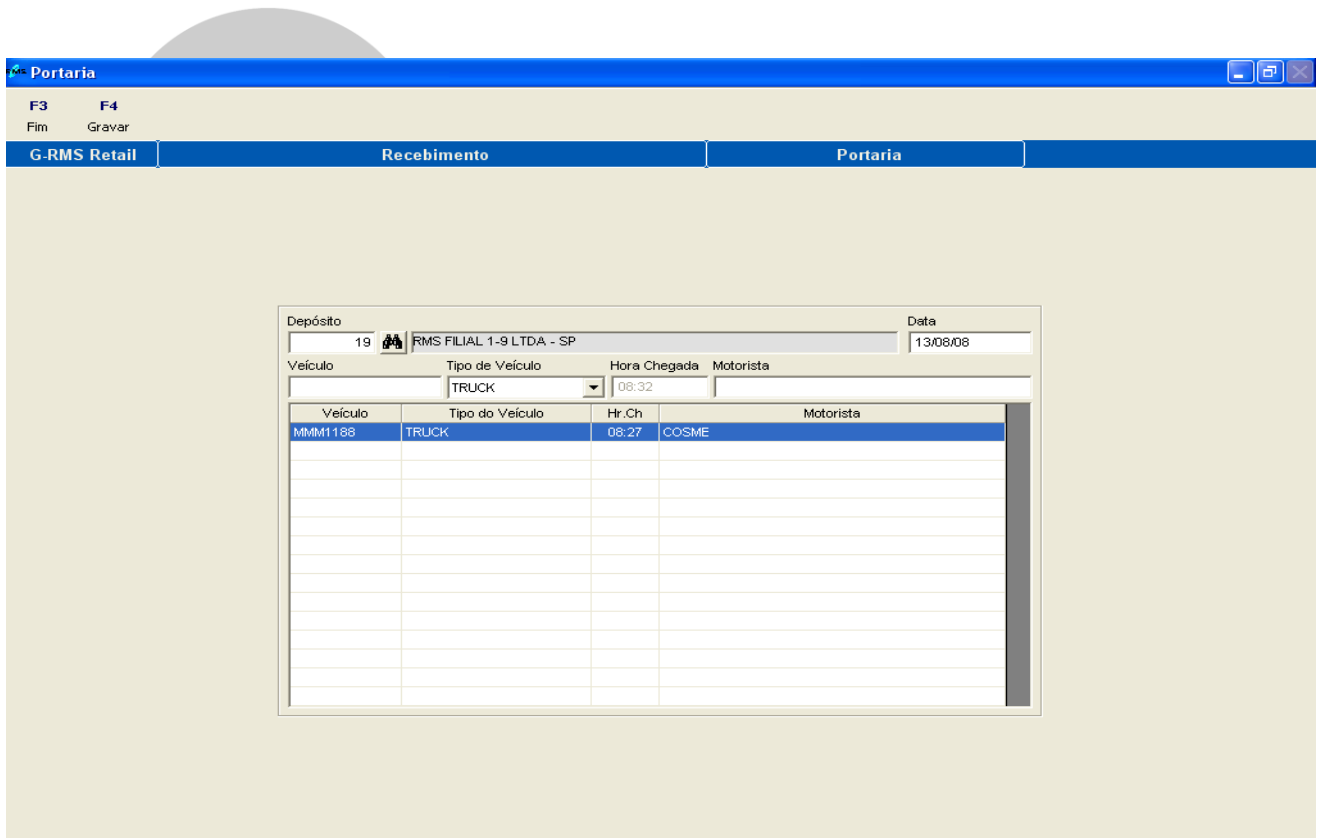 Portaria
F3 F4
Fim Gravar
G-RMS Retail Recebimento Portaria
Depósito Data
19 RMS FILIAL 1-9 LTDA - SP 13/08/08
Veículo Tipo de Veículo Hora Chegada Motorista
TRUCK 08:32
Veículo Tipo do Veículo Hr.Ch Motorista
MMM1188 TRUCK 08:27 COSME